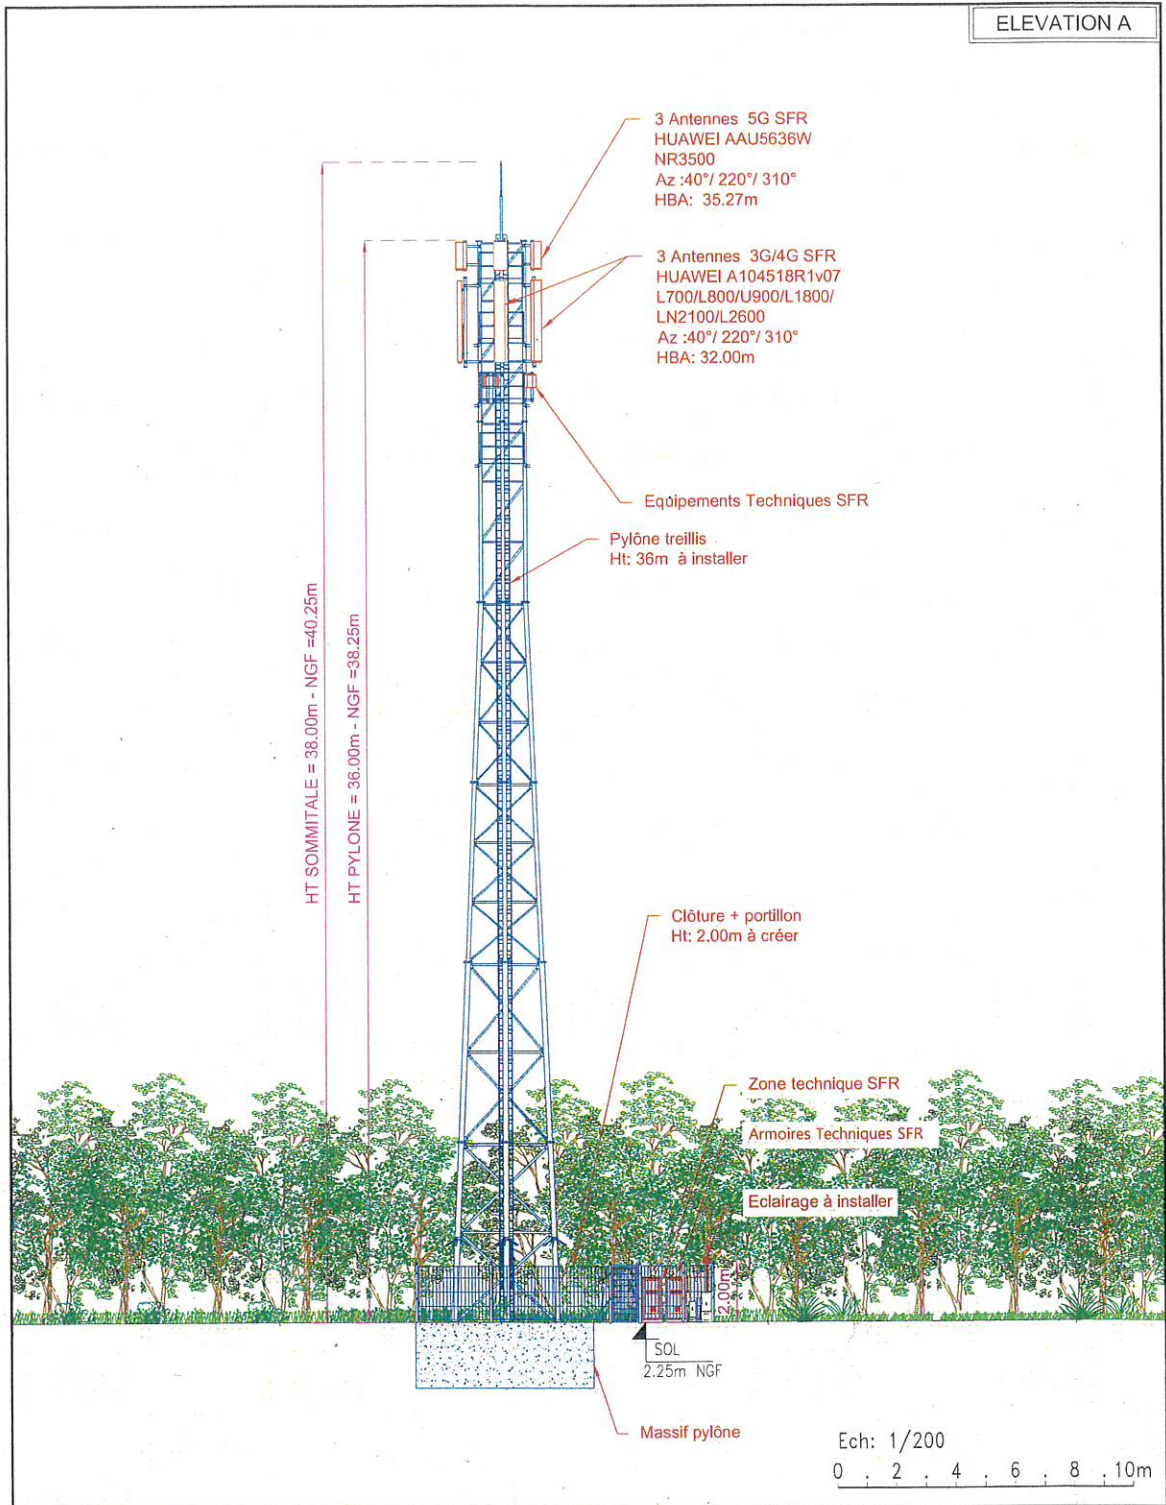 ELEVATION A
3 Antennes 5G SFR
HUAWEI AAU5636W
NR3500
Az :40°/ 220°/ 310°
HBA: 35.27m
3 Antennes 3G/4G SFR
HUAWEI A104518R1v07
L700/L800/U900/L1800/
LN2100/L2600
Az :40°/ 220°/ 310°
HBA: 32.00m
Equipements Techniques SFR
Pylône treillis
Ht: 36m à installer
HT SOMMITALE = 38.00m - NGF =40.25m
HT PYLONE = 36.00m - NGF =38.25m
Clôture + portillon
Ht: 2.00m à créer
Zone technique SFR
Armoires Techniques SFR
Eclairage à installer
2.00m
SOL
2.25m NGF
Massif pylône
Ech: 1/200
0 . 2 . 4 . 6 . 8 . 10m